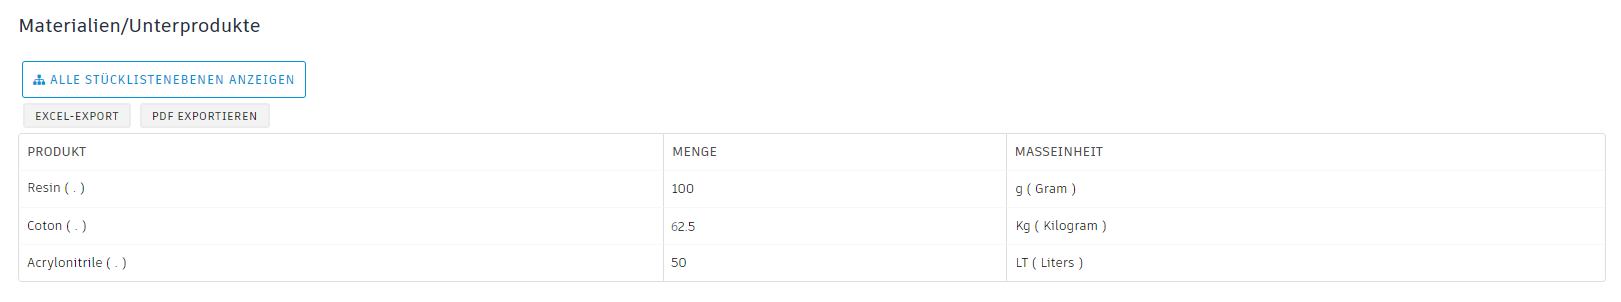 Materialien/Unterprodukte
ALLE STÜCKLISTENEBENEN ANZEIGEN
EXCEL-EXPORT PDF EXPORTIEREN
PRODUKT MENGE MASSEINHEIT
Resin ( . ) 100 g ( Gram )
Coton ( . ) 62.5 Kg ( Kilogram )
Acrylonitrile ( . ) 50 LT ( Liters )